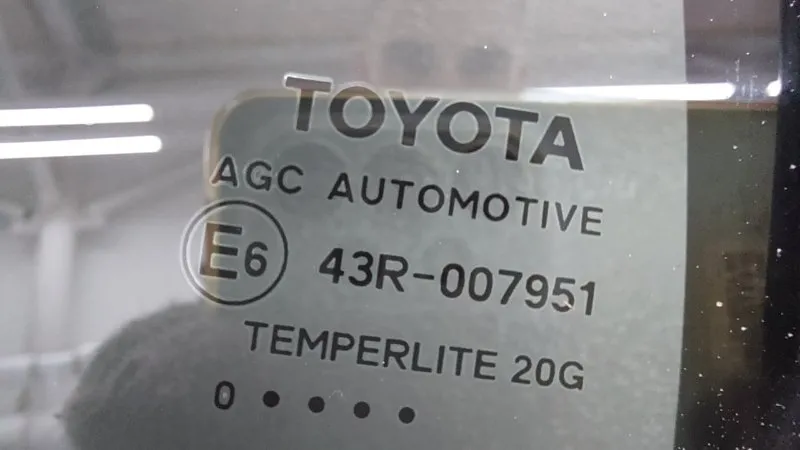 TOYOTA
AGC AUTOMOTIVE
E6 43R-007951
TEMPERLITE 20G
0 • • • •